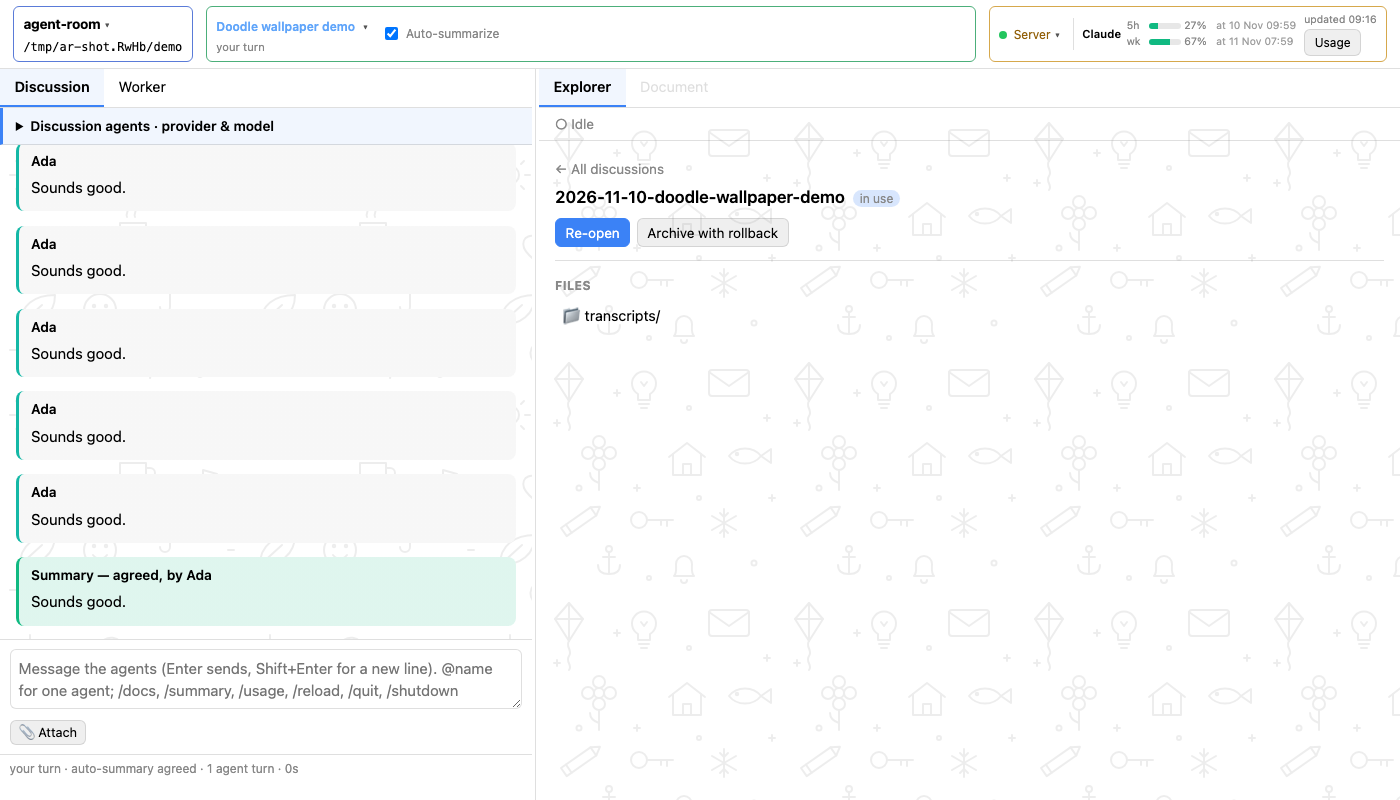 agent-room ▾
/tmp/ar-shot.RwHb/demo
Doodle wallpaper demo ▾
your turn
Auto-summarize
Server ▾
Claude
5h 27% at 10 Nov 09:59
wk 67% at 11 Nov 07:59
updated 09:16
Usage
Discussion Worker
Discussion agents · provider & model
Ada
Sounds good.
Ada
Sounds good.
Ada
Sounds good.
Ada
Sounds good.
Ada
Sounds good.
Summary — agreed, by Ada
Sounds good.
Message the agents (Enter sends, Shift+Enter for a new line). @name
for one agent; /docs, /summary, /usage, /reload, /quit, /shutdown
Attach
your turn · auto-summary agreed · 1 agent turn · 0s
Explorer Document
Idle
← All discussions
2026-11-10-doodle-wallpaper-demo in use
Re-open Archive with rollback
FILES
transcripts/